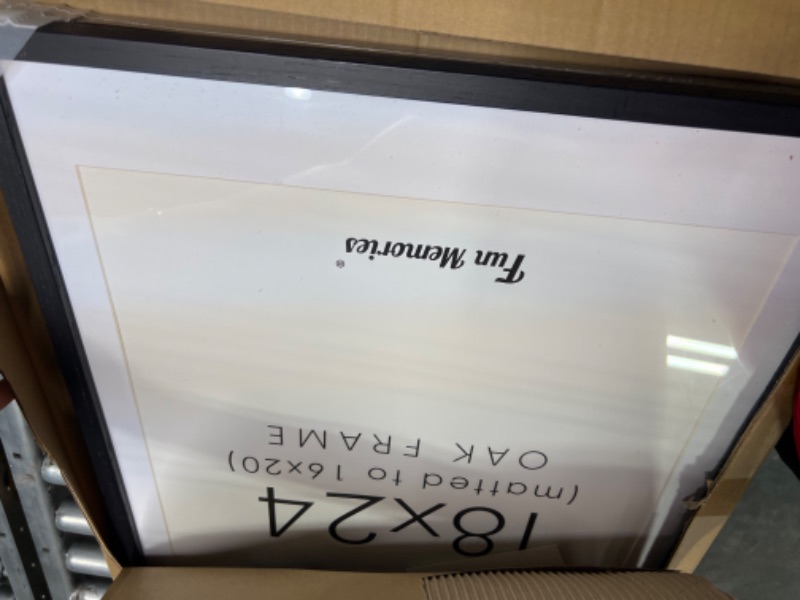 18x24
(matted to 16x20)
OAK FRAME
Fun Memories®